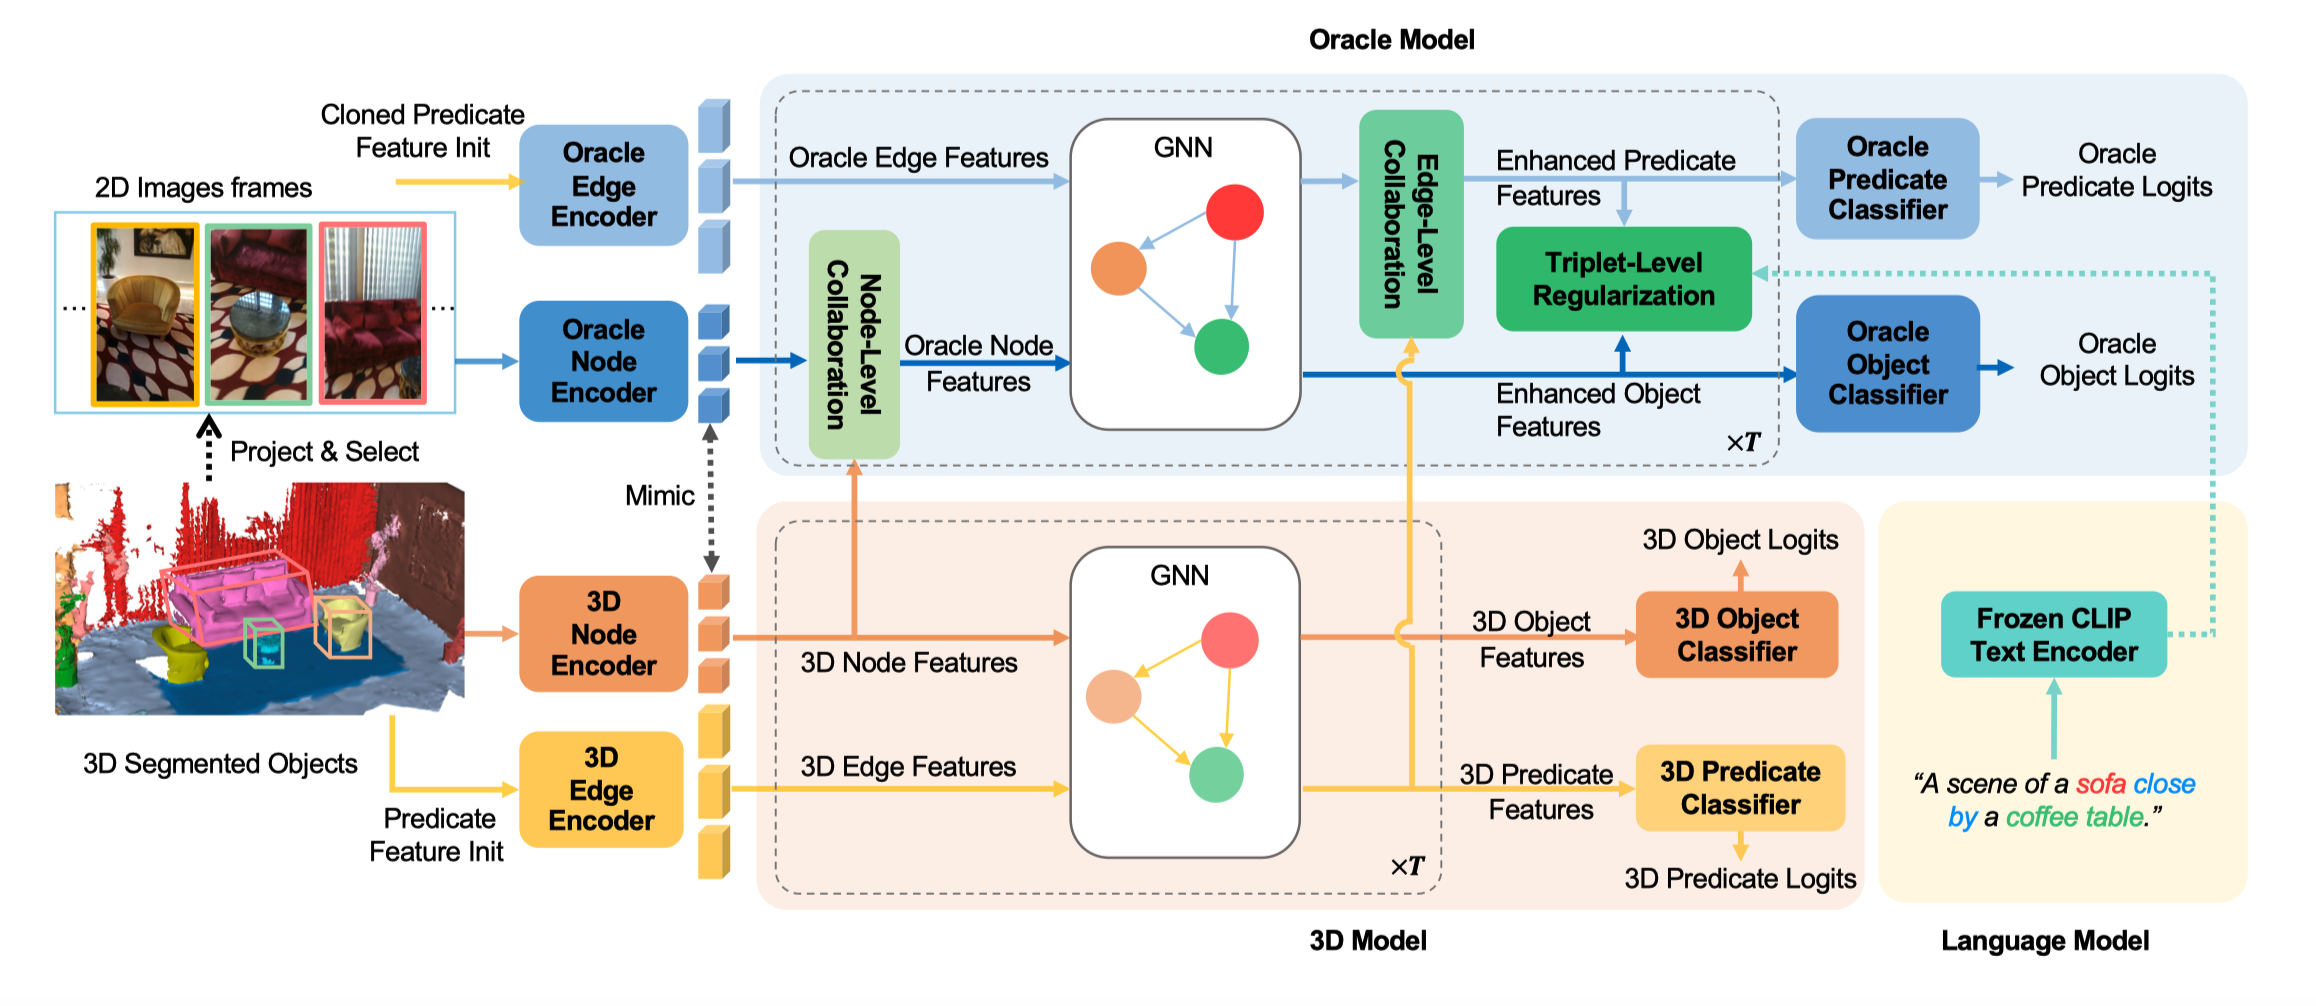 Oracle Model
Cloned Predicate
Feature Init
2D Images frames
...
...
Project & Select
3D Segmented Objects
Predicate
Feature Init
Oracle
Edge
Encoder
Oracle
Node
Encoder
Mimic
3D
Node
Encoder
3D
Edge
Encoder
Oracle Edge Features
Node-Level
Collaboration
Oracle Node
Features
GNN
Edge-Level
Collaboration
Enhanced Predicate
Features
Triplet-Level
Regularization
Enhanced Object
Features
×T
Oracle
Predicate
Classifier
Oracle
Predicate Logits
Oracle
Object
Classifier
Oracle
Object Logits
3D Node Features
3D Edge Features
GNN
×T
3D Object
Features
3D Predicate
Features
3D Object Logits
3D Object
Classifier
3D Predicate
Classifier
3D Predicate Logits
3D Model
Frozen CLIP
Text Encoder
“A scene of a sofa close
by a coffee table.”
Language Model